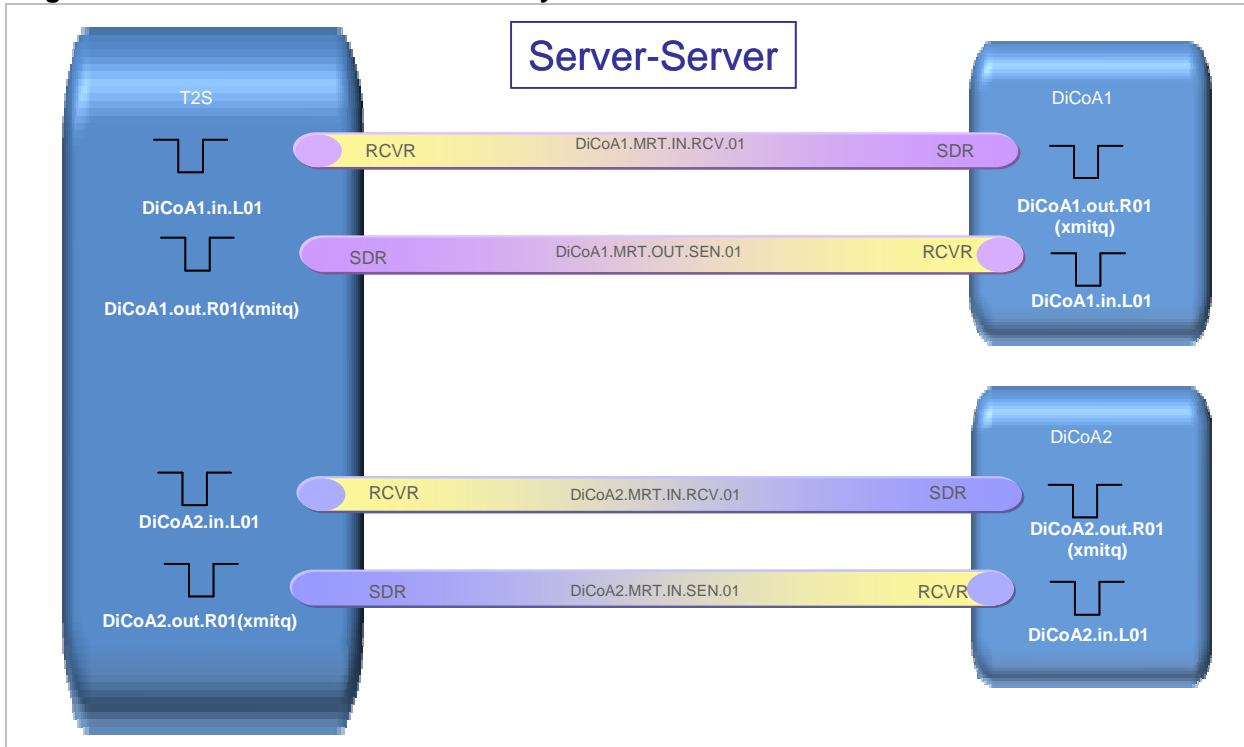 Server-Server
T2S
DiCoA1
RCVR
DiCoA1.MRT.IN.RCV.01
SDR
DiCoA1.in.L01
DiCoA1.out.R01
(xmitq)
SDR
DiCoA1.MRT.OUT.SEN.01
RCVR
DiCoA1.out.R01(xmitq)
DiCoA1.in.L01
DiCoA2
RCVR
DiCoA2.MRT.IN.RCV.01
SDR
DiCoA2.in.L01
DiCoA2.out.R01
(xmitq)
SDR
DiCoA2.MRT.IN.SEN.01
RCVR
DiCoA2.out.R01(xmitq)
DiCoA2.in.L01